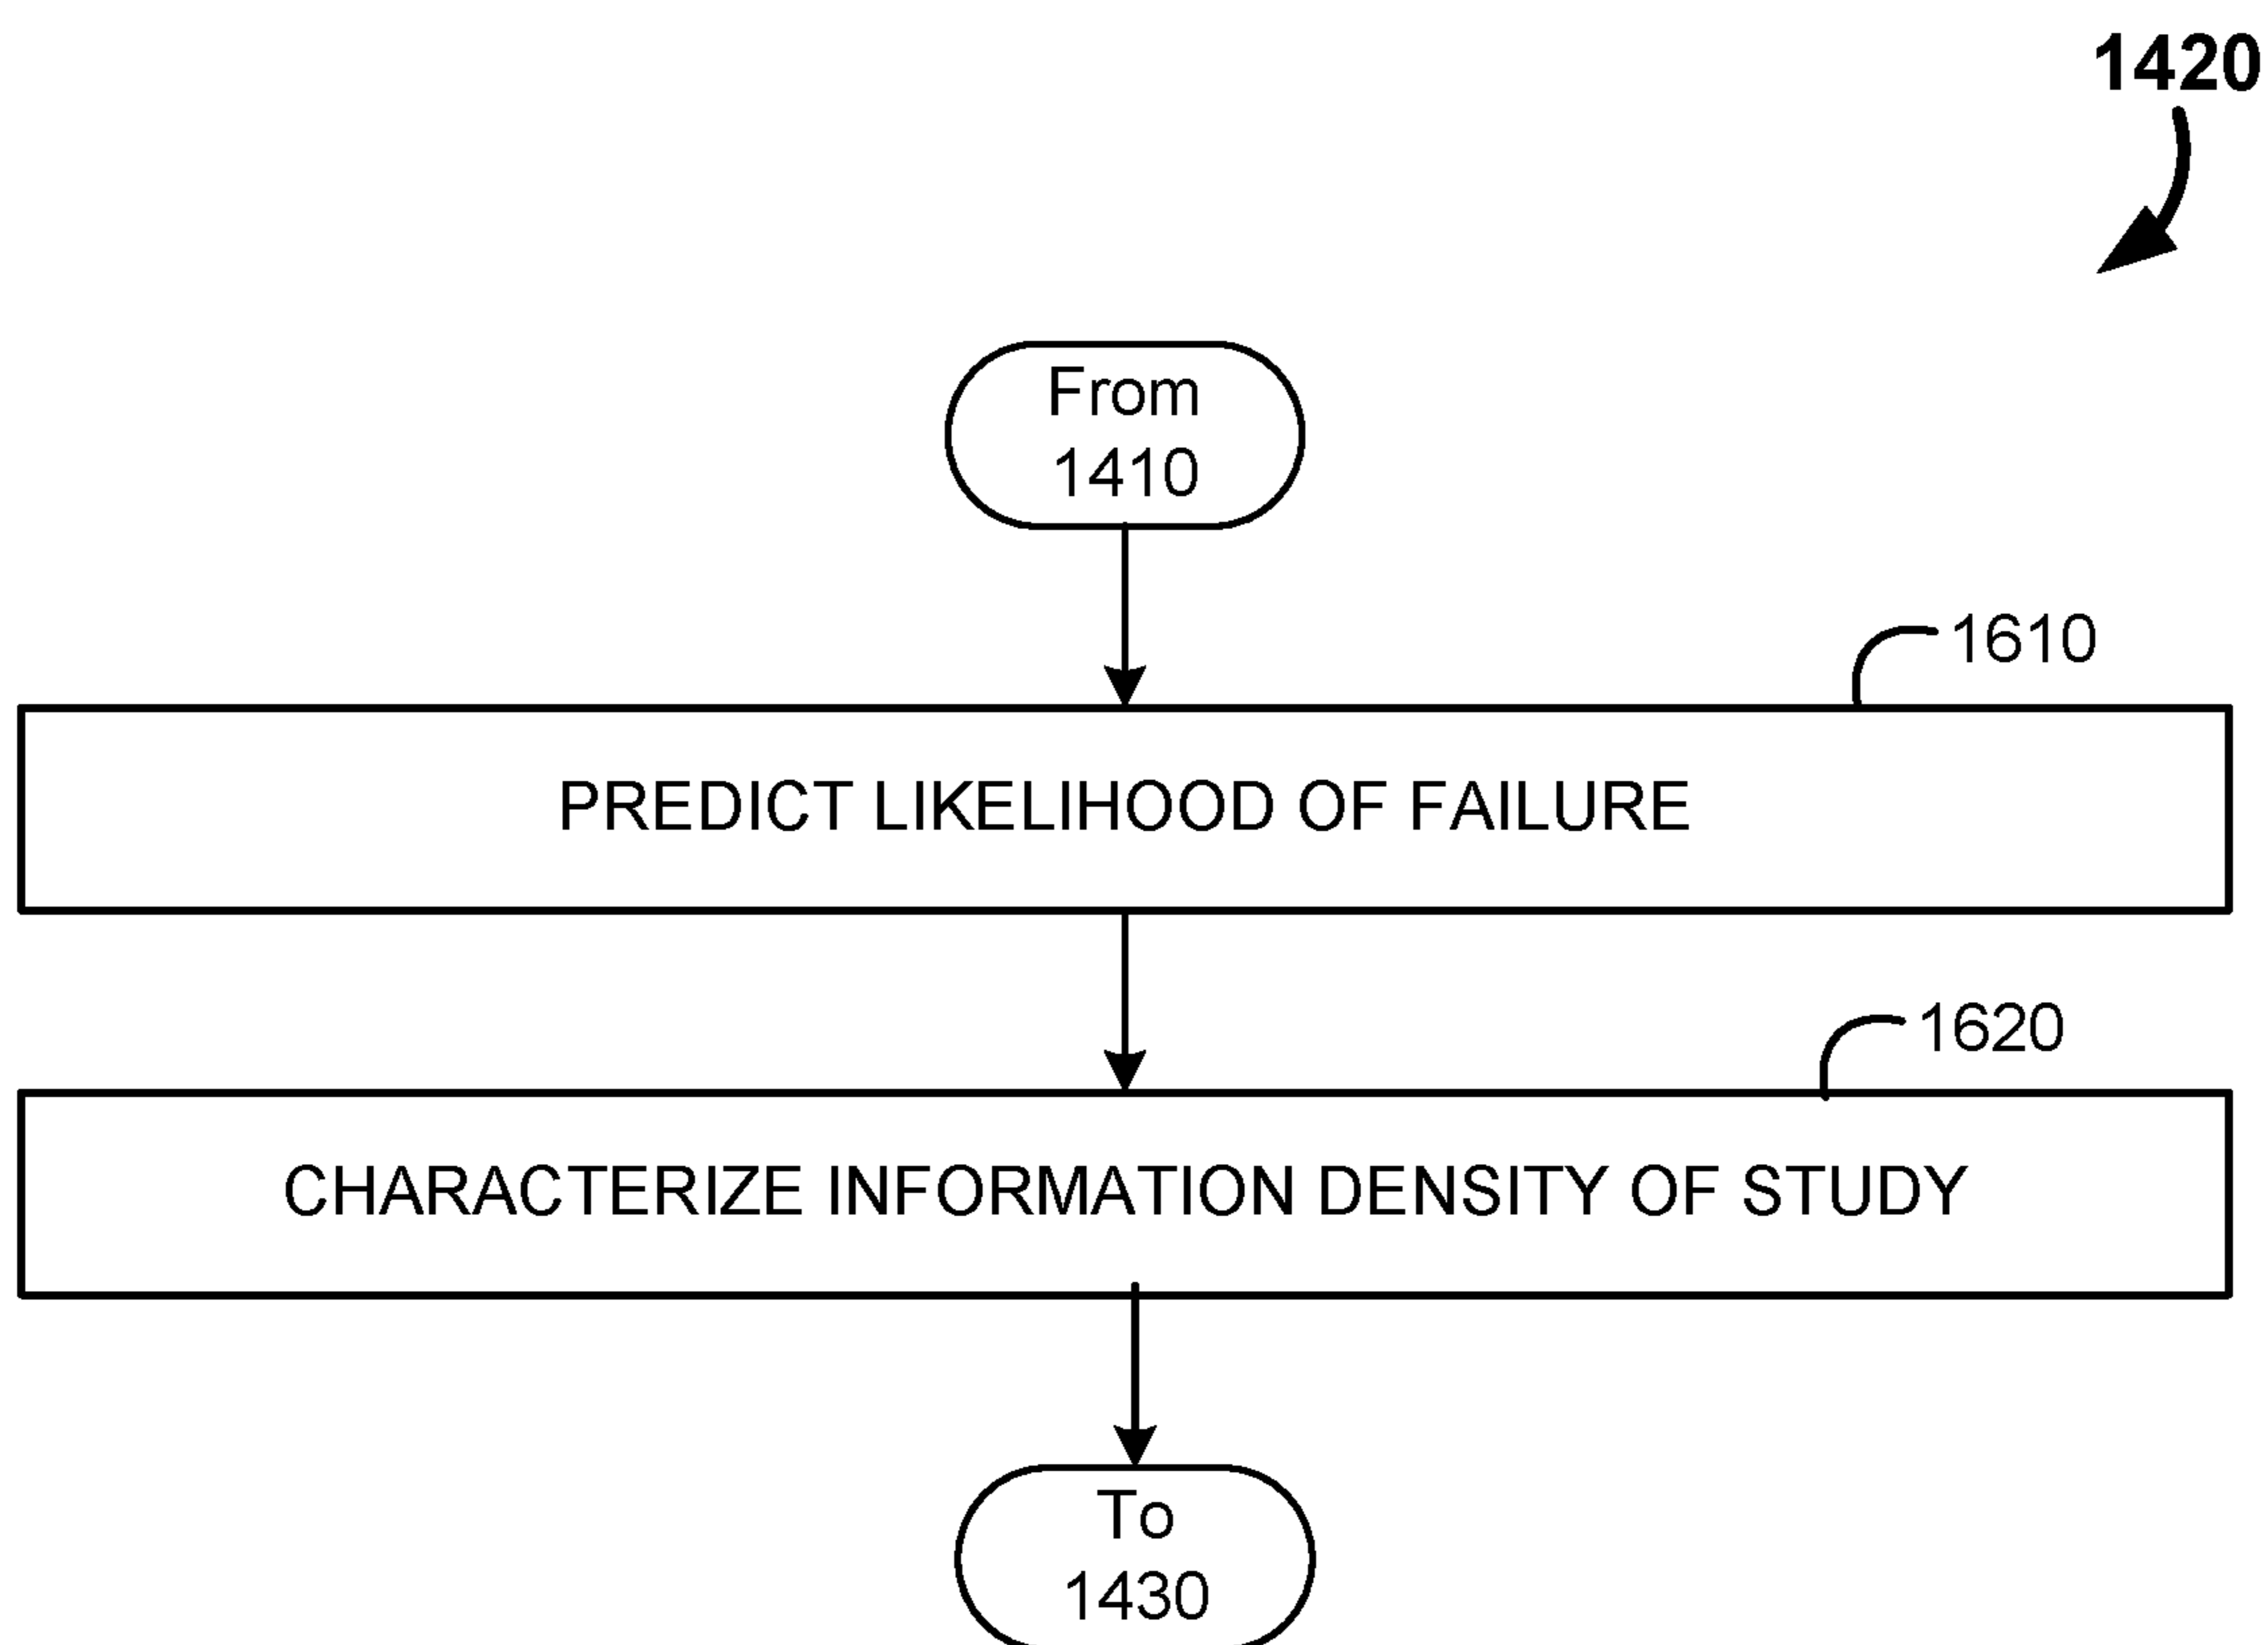 1420
From
1410
1610
PREDICT LIKELIHOOD OF FAILURE
1620
CHARACTERIZE INFORMATION DENSITY OF STUDY
To
1430